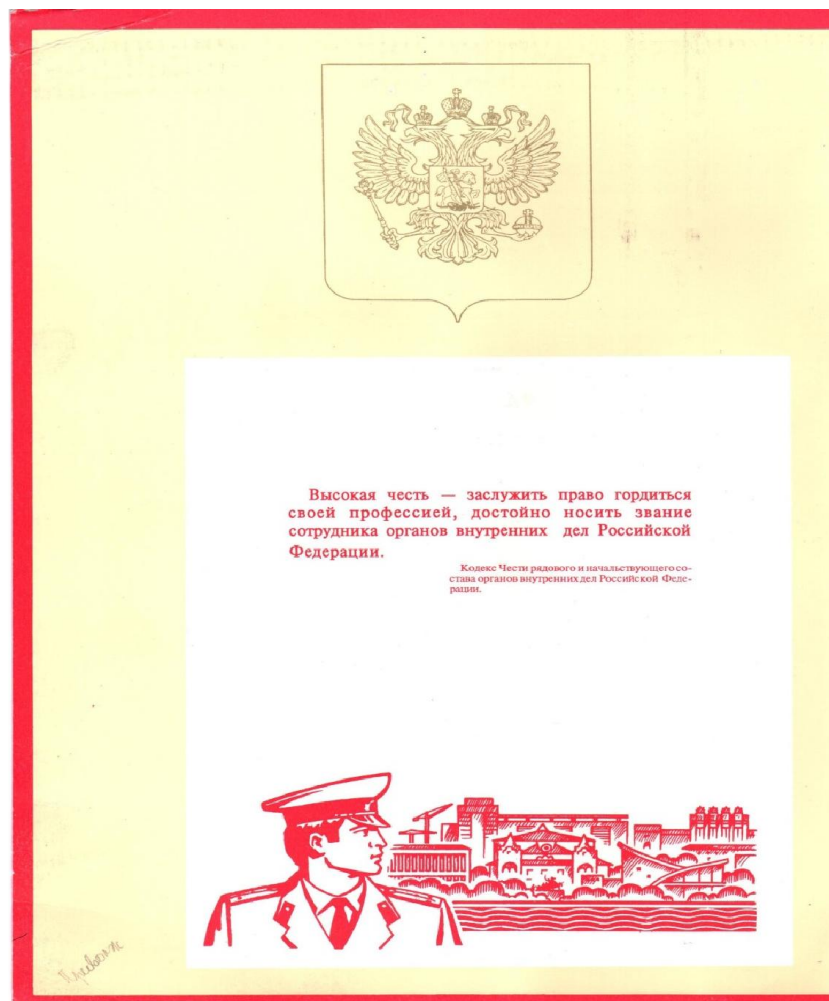 Высокая честь — заслужить право гордиться
своей профессией, достойно носить звание
сотрудника органов внутренних дел Российской
Федерации.
Кодекс Чести рядового и начальствующего со-
става органов внутренних дел Российской Феде-
рации.